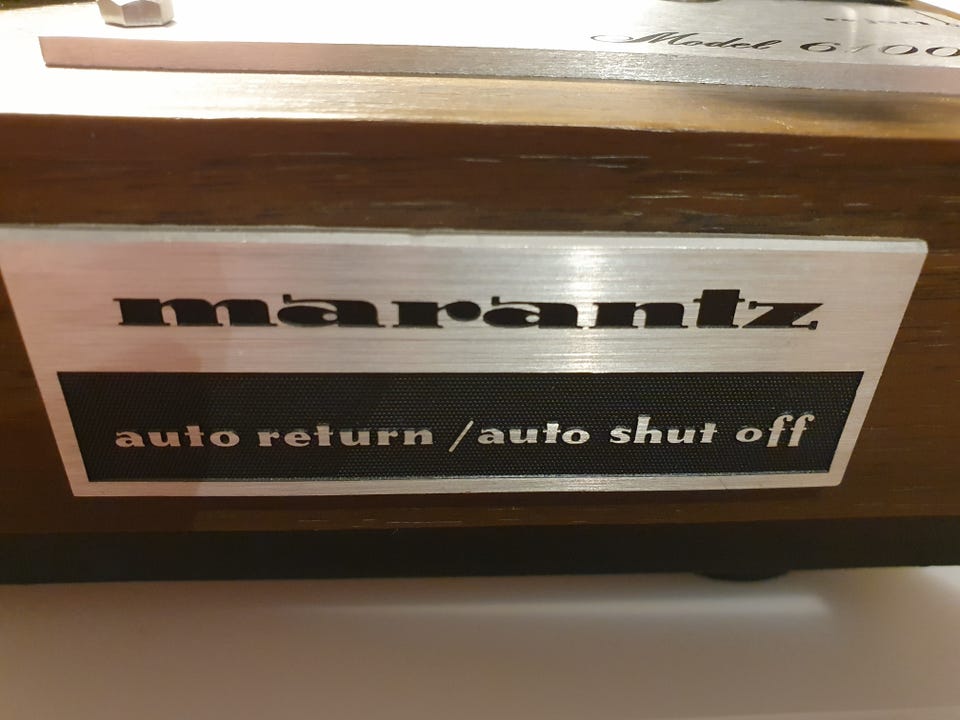 Model 6100
marantz
auto return / auto shut off